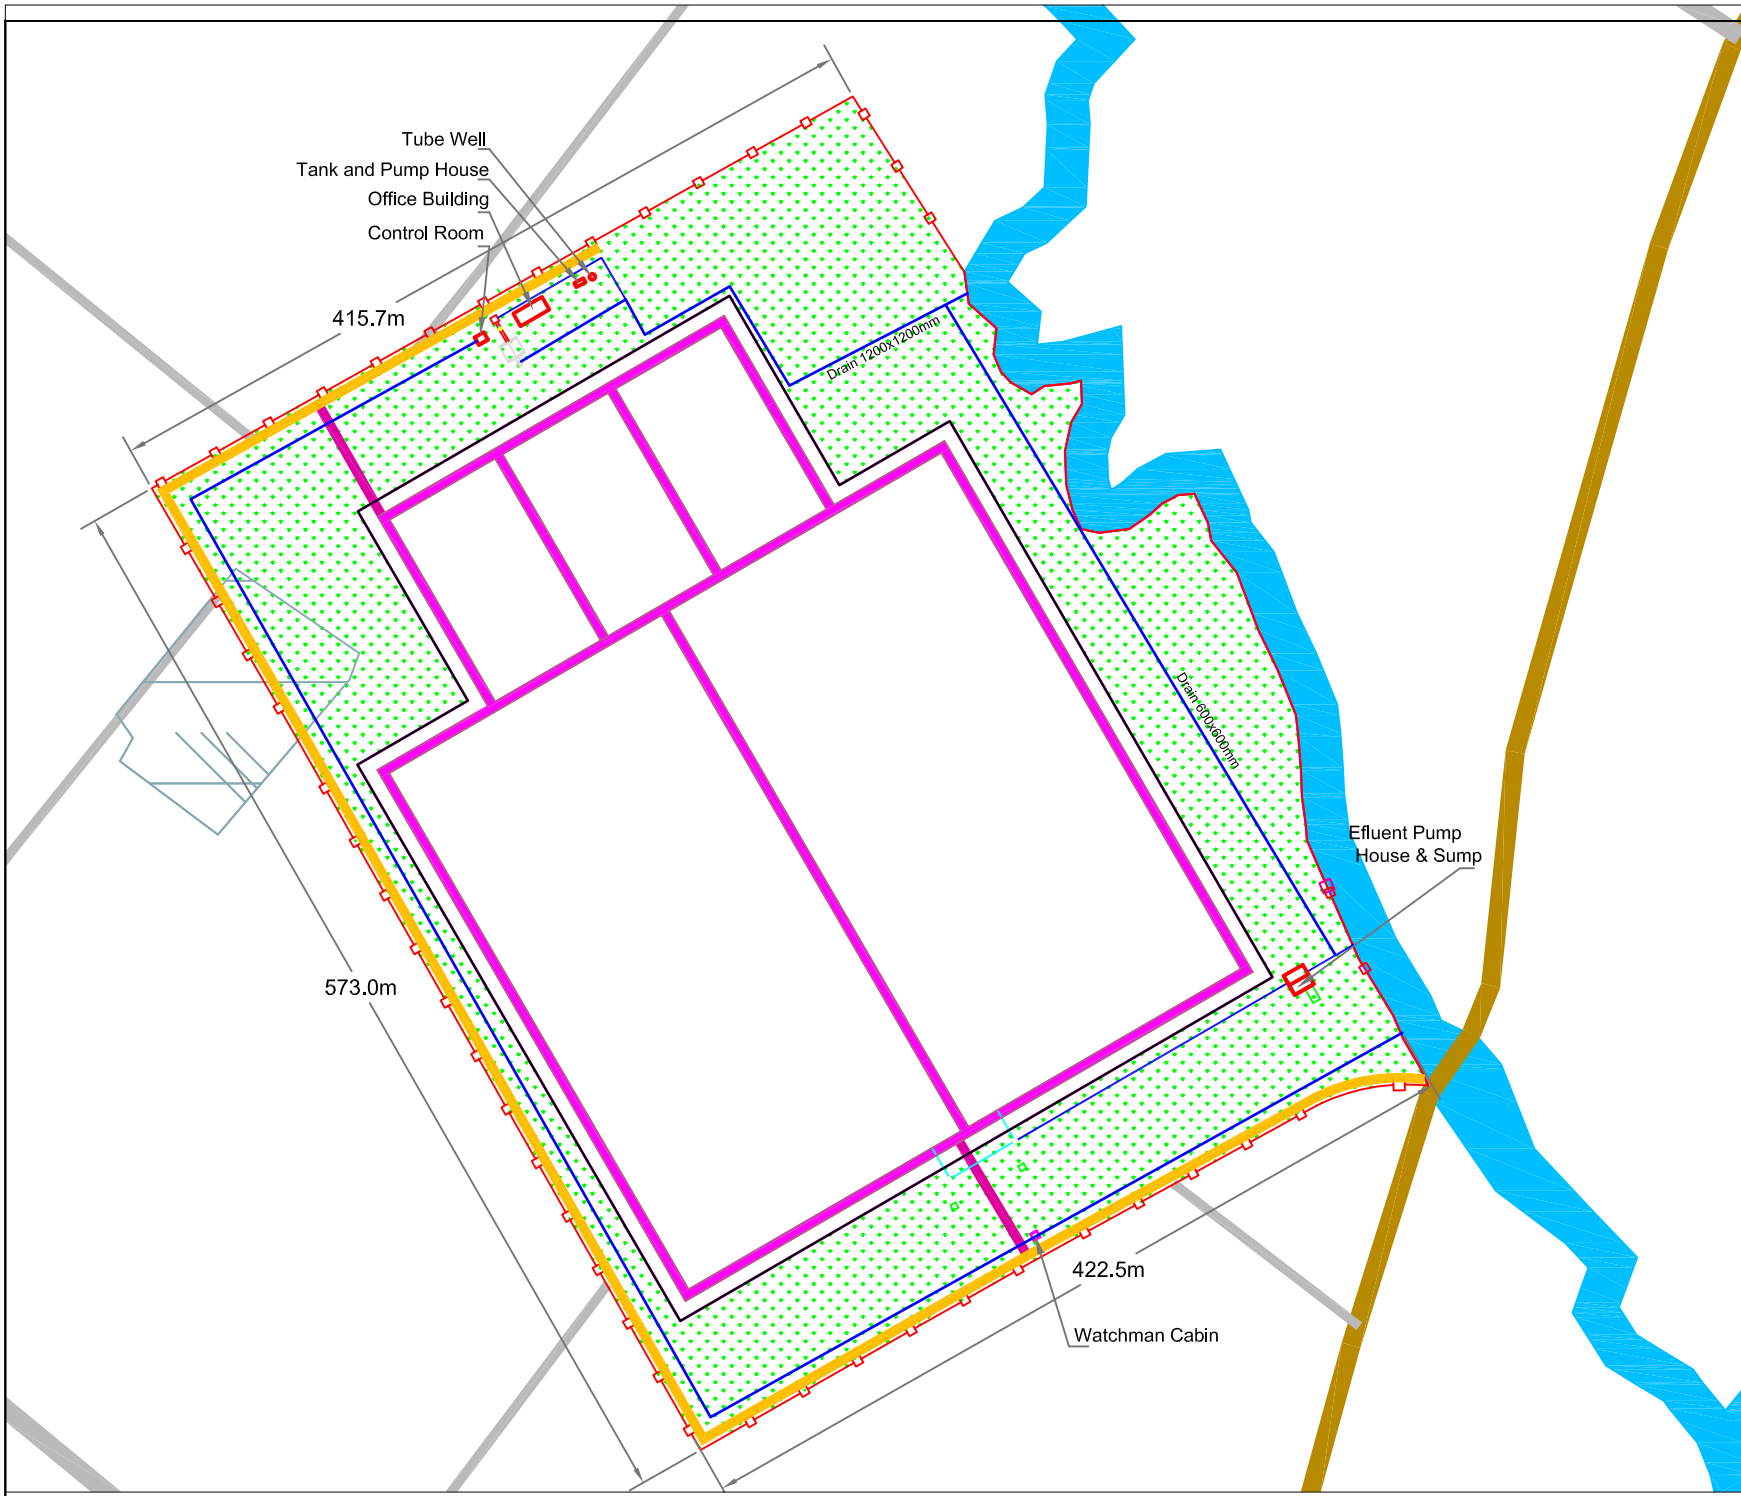 Tube Well
Tank and Pump House
Office Building
Control Room
415.7m
Drain 1200x1200mm
Drain 600x600mm
Efluent Pump
House & Sump
573.0m
422.5m
Watchman Cabin